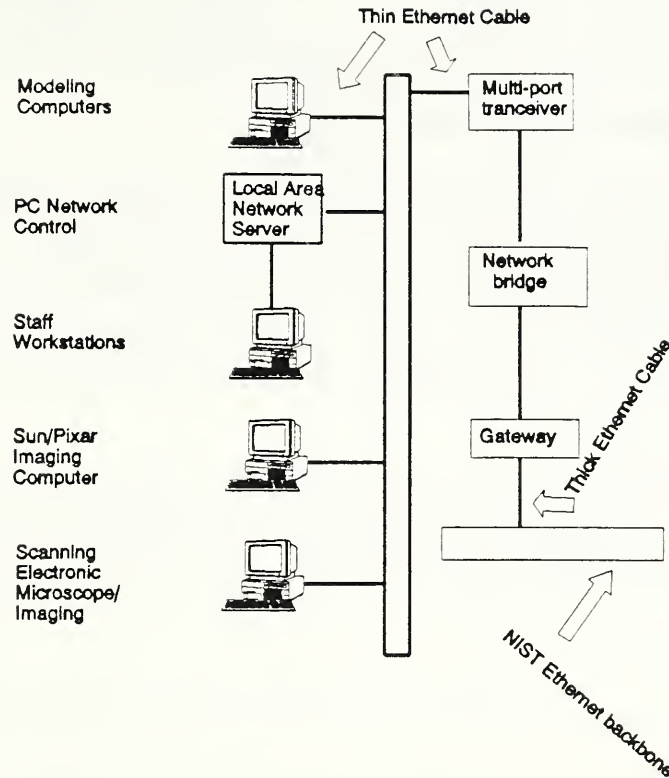 Thin Ethernet Cable
Modeling
Computers
Multi-port
tranceiver
PC Network
Control
Local Area
Network
Server
Network
bridge
Staff
Workstations
Sun/Pixar
Imaging
Computer
Gateway
Thick Ethernet Cable
Scanning
Electronic
Microscope/
Imaging
NIST Ethernet backbone